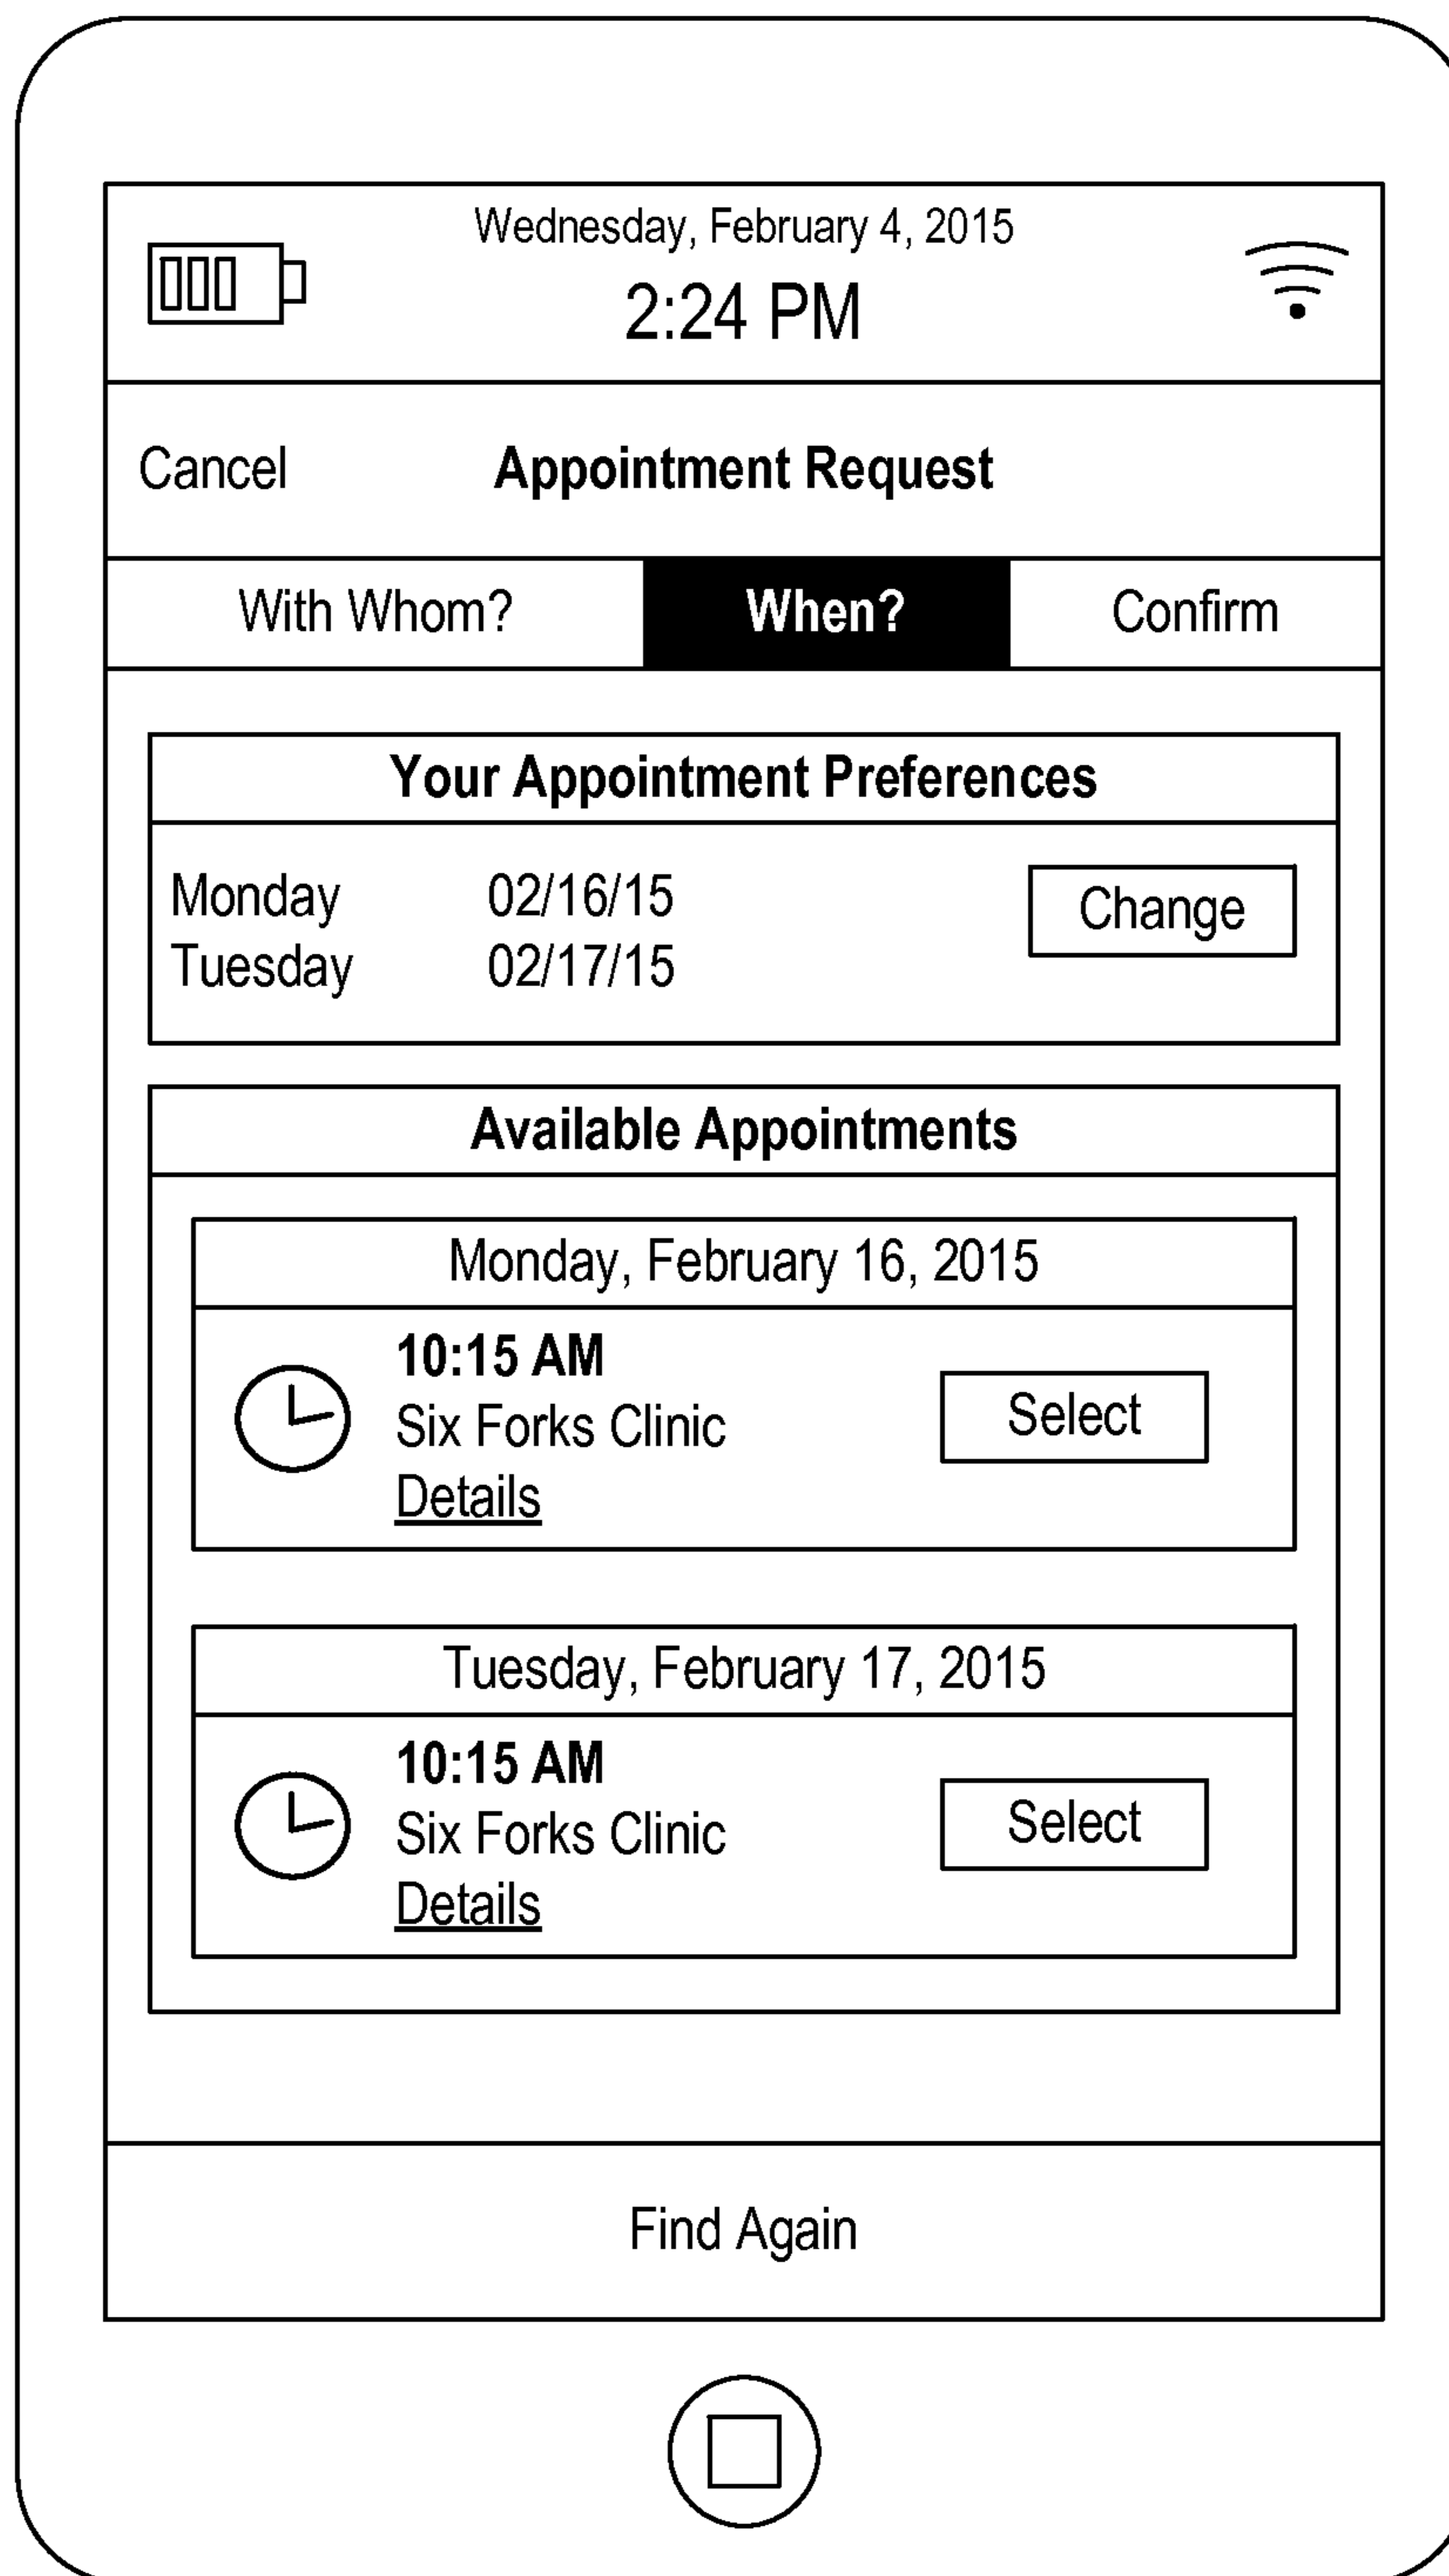 Wednesday, February 4, 2015
2:24 PM
Cancel Appointment Request
With Whom? When? Confirm
Your Appointment Preferences
Monday 02/16/15 Change
Tuesday 02/17/15
Available Appointments
Monday, February 16, 2015
10:15 AM
Six Forks Clinic Select
Details
Tuesday, February 17, 2015
10:15 AM
Six Forks Clinic Select
Details
Find Again